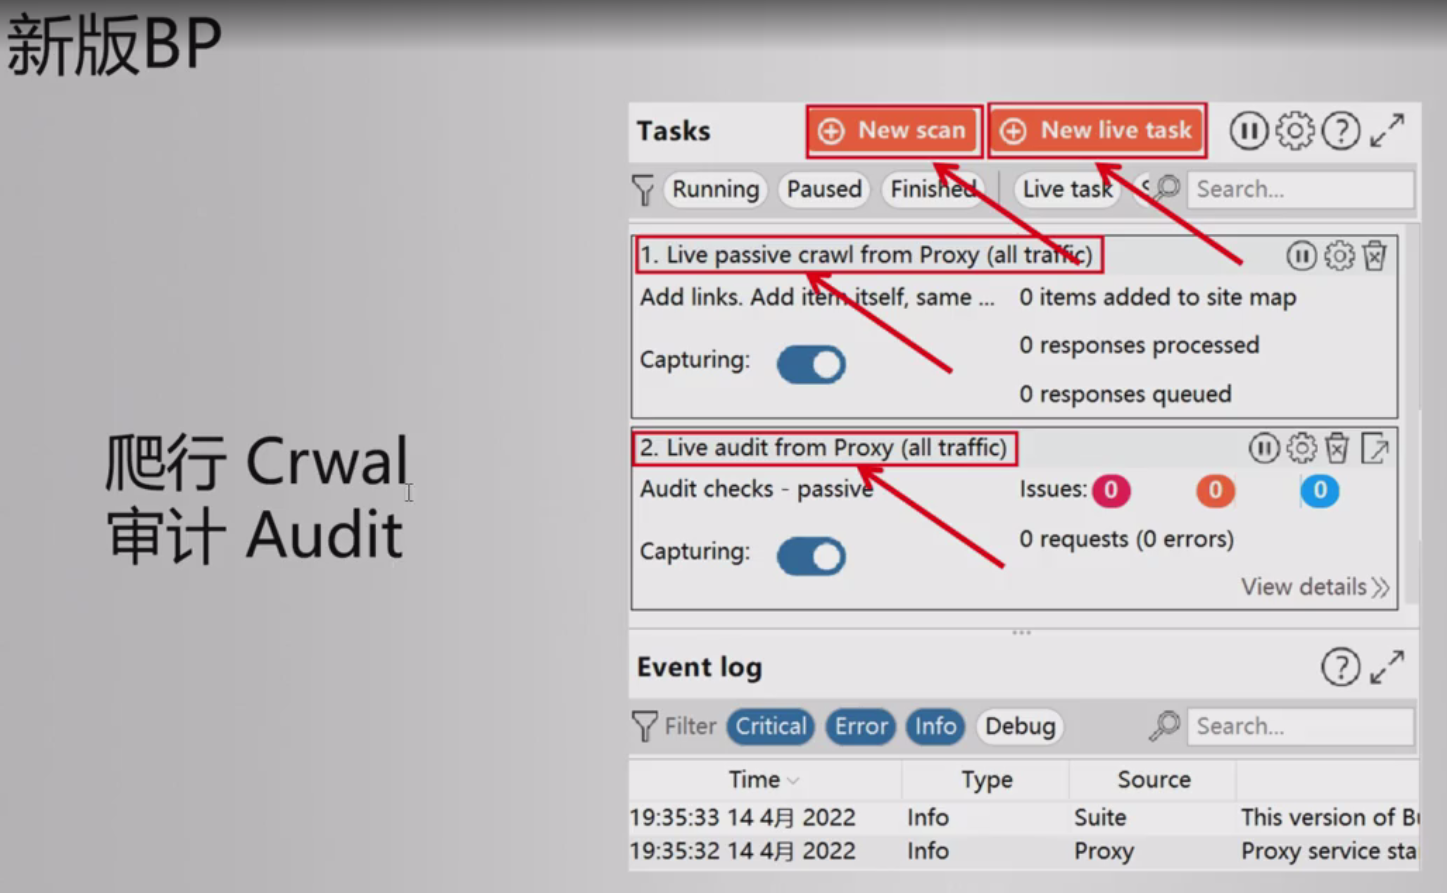 新版BP
爬行 Crwal
审计 Audit
Tasks
New scan
New live task
Running
Paused
Finished
Live task
Search...
1. Live passive crawl from Proxy (all traffic)
Add links. Add item itself, same ...
0 items added to site map
0 responses processed
Capturing:
0 responses queued
2. Live audit from Proxy (all traffic)
Audit checks - passive
Issues: 0 0 0
0 requests (0 errors)
Capturing:
View details
Event log
Filter Critical Error Info Debug
Search...
Time Type Source
19:35:33 14 4月 2022 Info Suite This version of
19:35:32 14 4月 2022 Info Proxy Proxy service sta